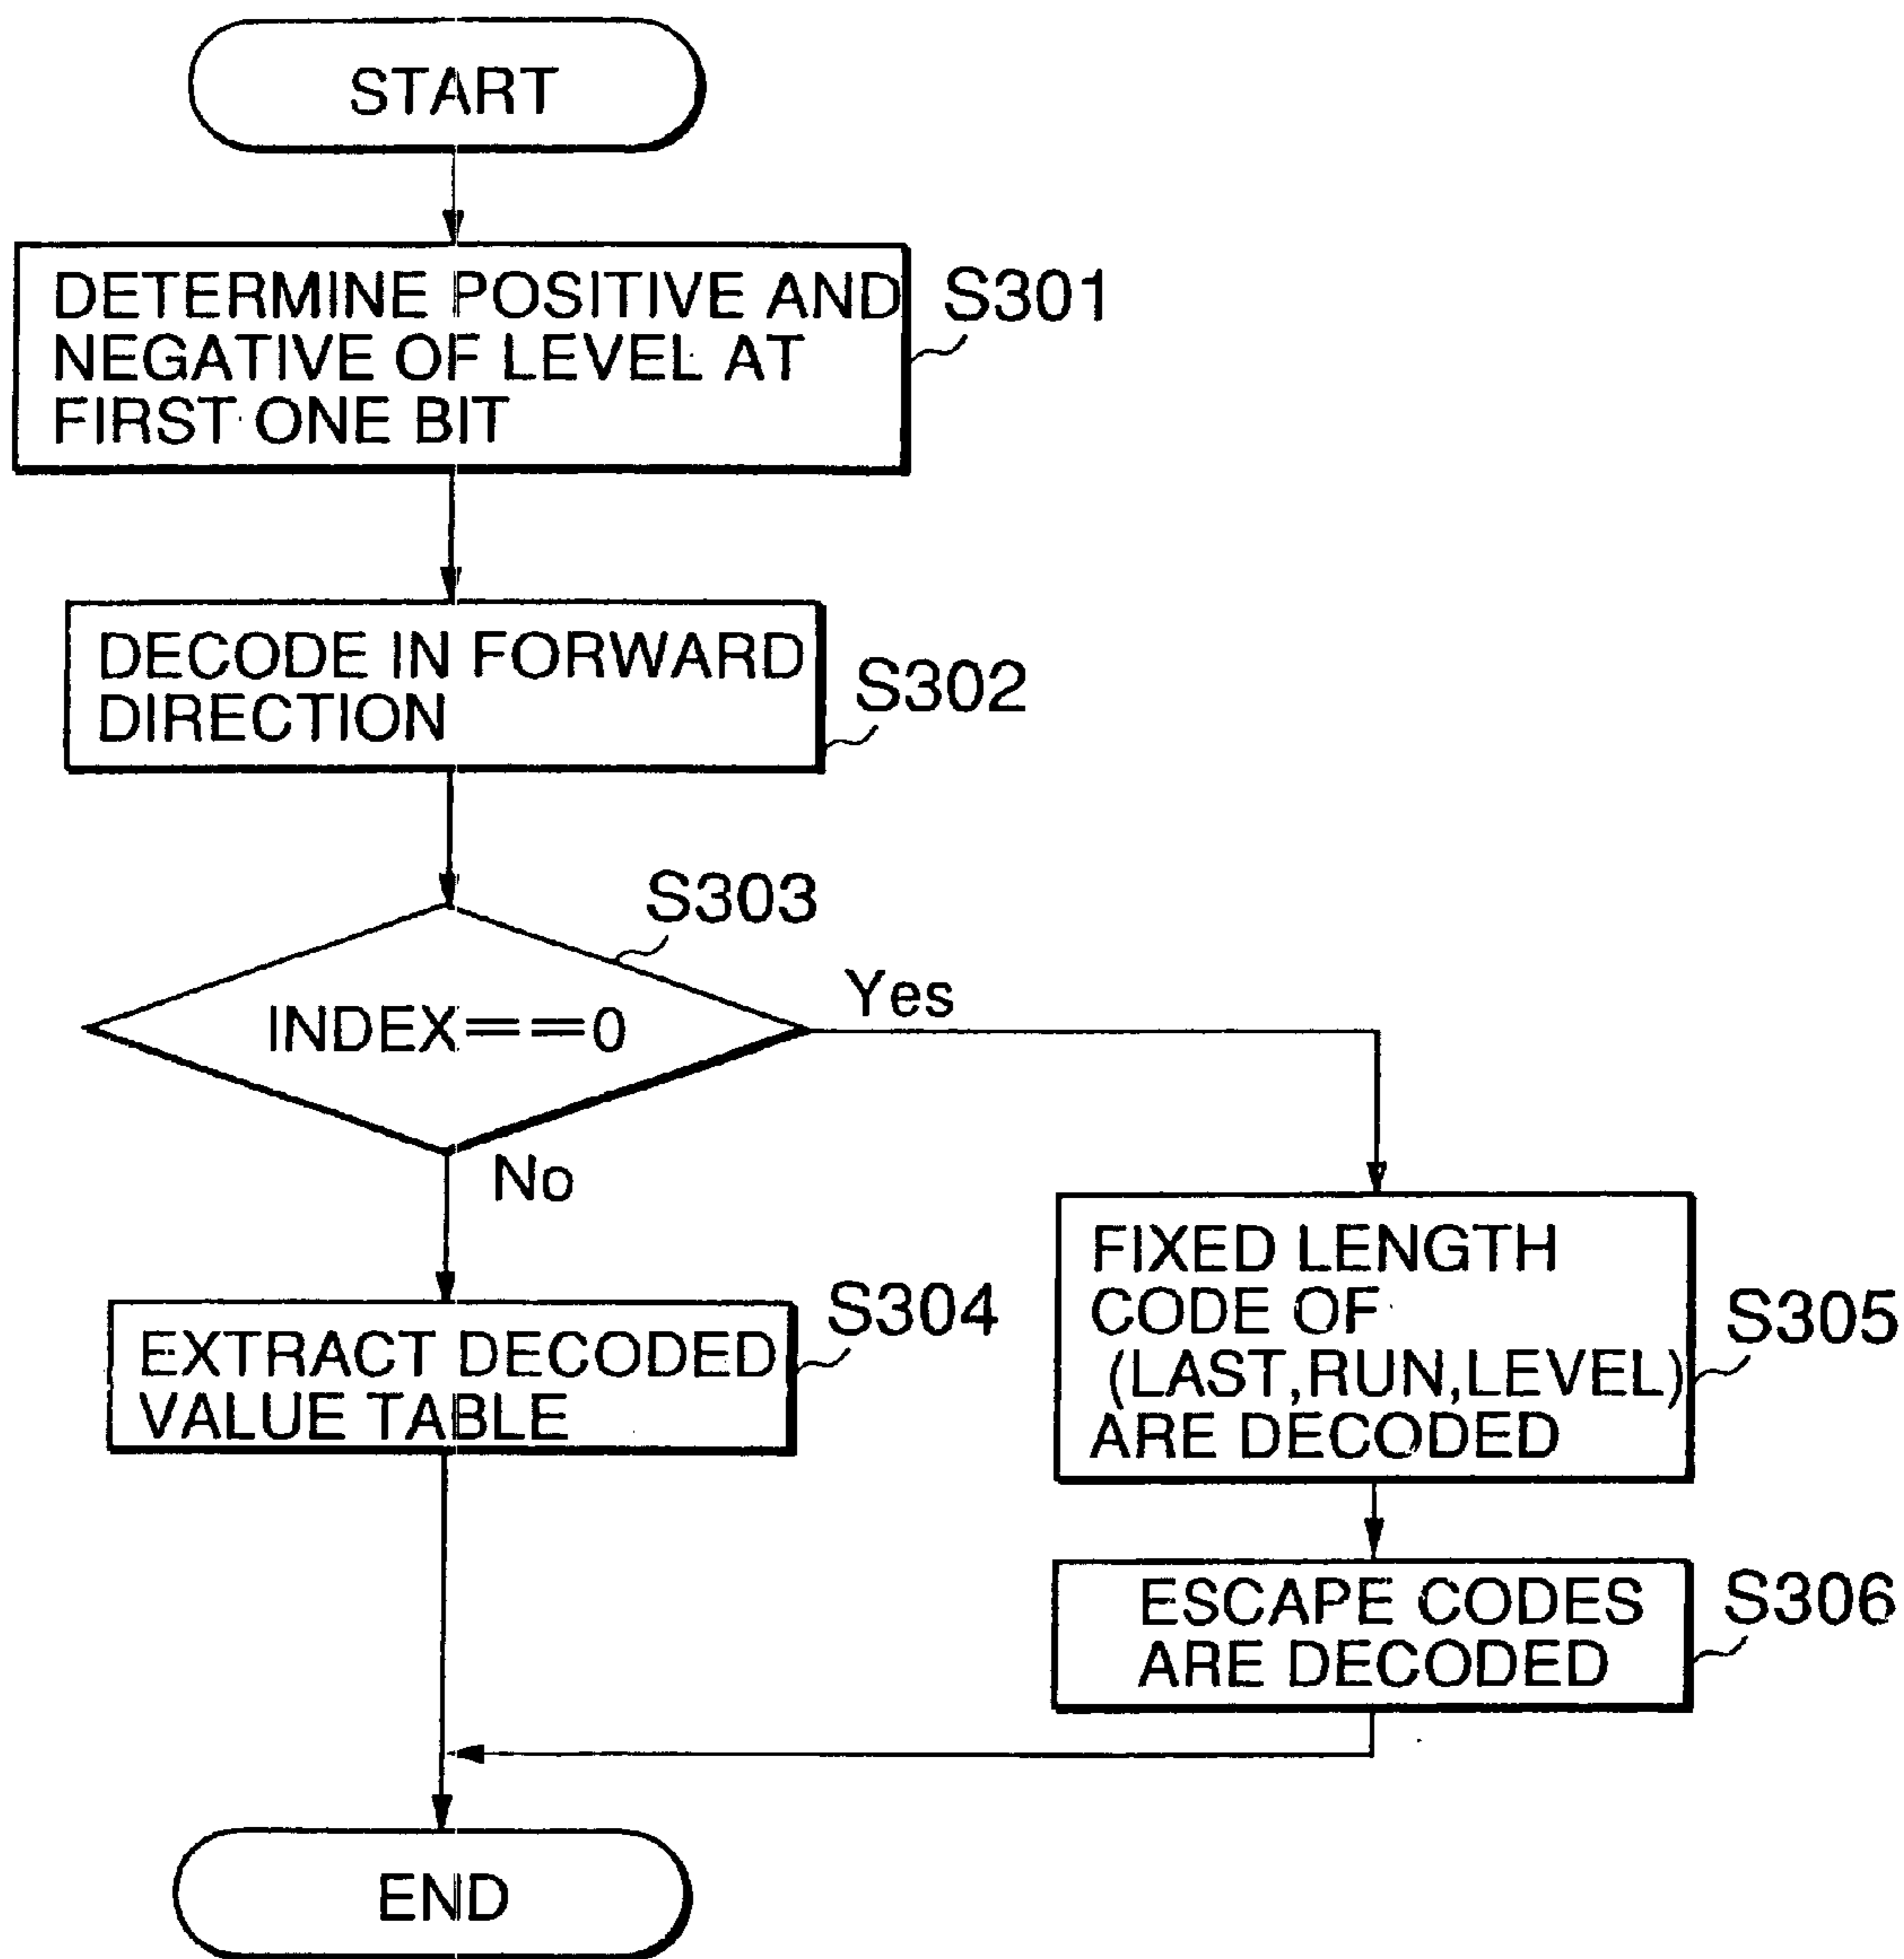 START
DETERMINE POSITIVE AND
NEGATIVE OF LEVEL AT
FIRST ONE BIT
S301
DECODE IN FORWARD
DIRECTION
S302
S303
INDEX==0
Yes
No
EXTRACT DECODED
VALUE TABLE
S304
FIXED LENGTH
CODE OF
(LAST,RUN,LEVEL)
ARE DECODED
S305
ESCAPE CODES
ARE DECODED
S306
END